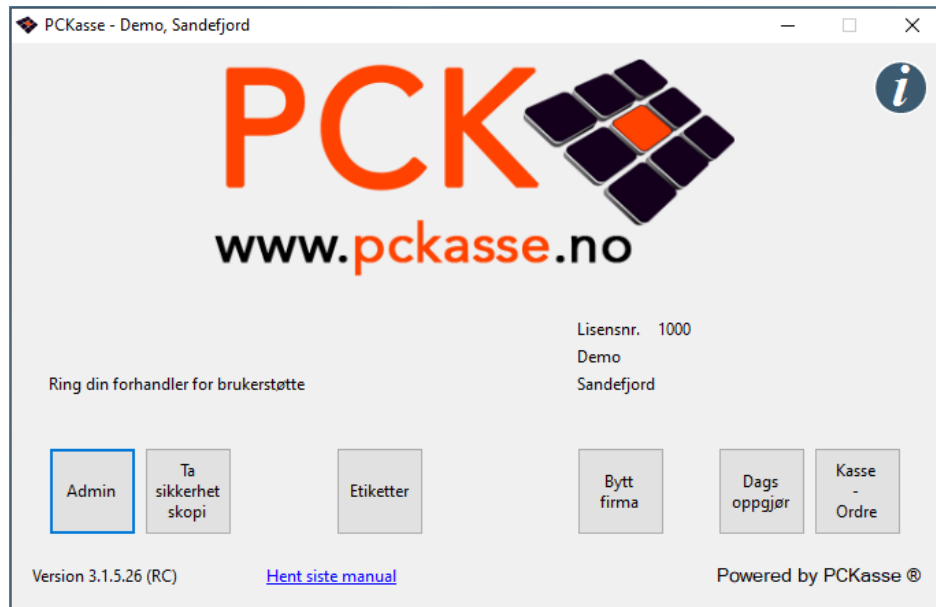 PCKasse - Demo, Sandefjord
PCK
i
www.pckasse.no
Lisensnr. 1000
Demo
Ring din forhandler for brukerstøtte
Sandefjord
Admin
Ta
sikkerhet
skopi
Etiketter
Bytt
firma
Dags
oppgjør
Kasse
-
Ordre
Version 3.1.5.26 (RC)
Hent siste manual
Powered by PCKasse ®